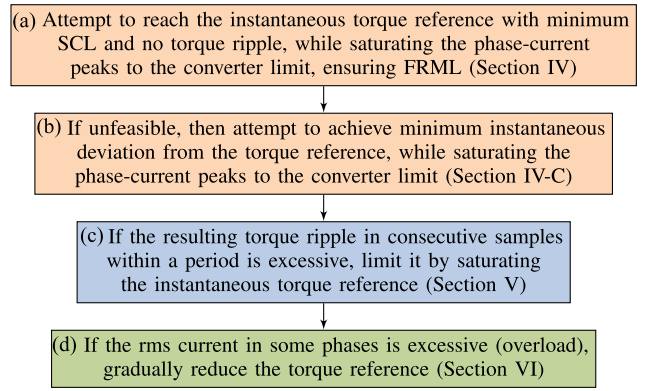 (a) Attempt to reach the instantaneous torque reference with minimum
SCL and no torque ripple, while saturating the phase-current
peaks to the converter limit, ensuring FRML (Section IV)
(b) If unfeasible, then attempt to achieve minimum instantaneous
deviation from the torque reference, while saturating the
phase-current peaks to the converter limit (Section IV-C)
(c) If the resulting torque ripple in consecutive samples
within a period is excessive, limit it by saturating
the instantaneous torque reference (Section V)
(d) If the rms current in some phases is excessive (overload),
gradually reduce the torque reference (Section VI)